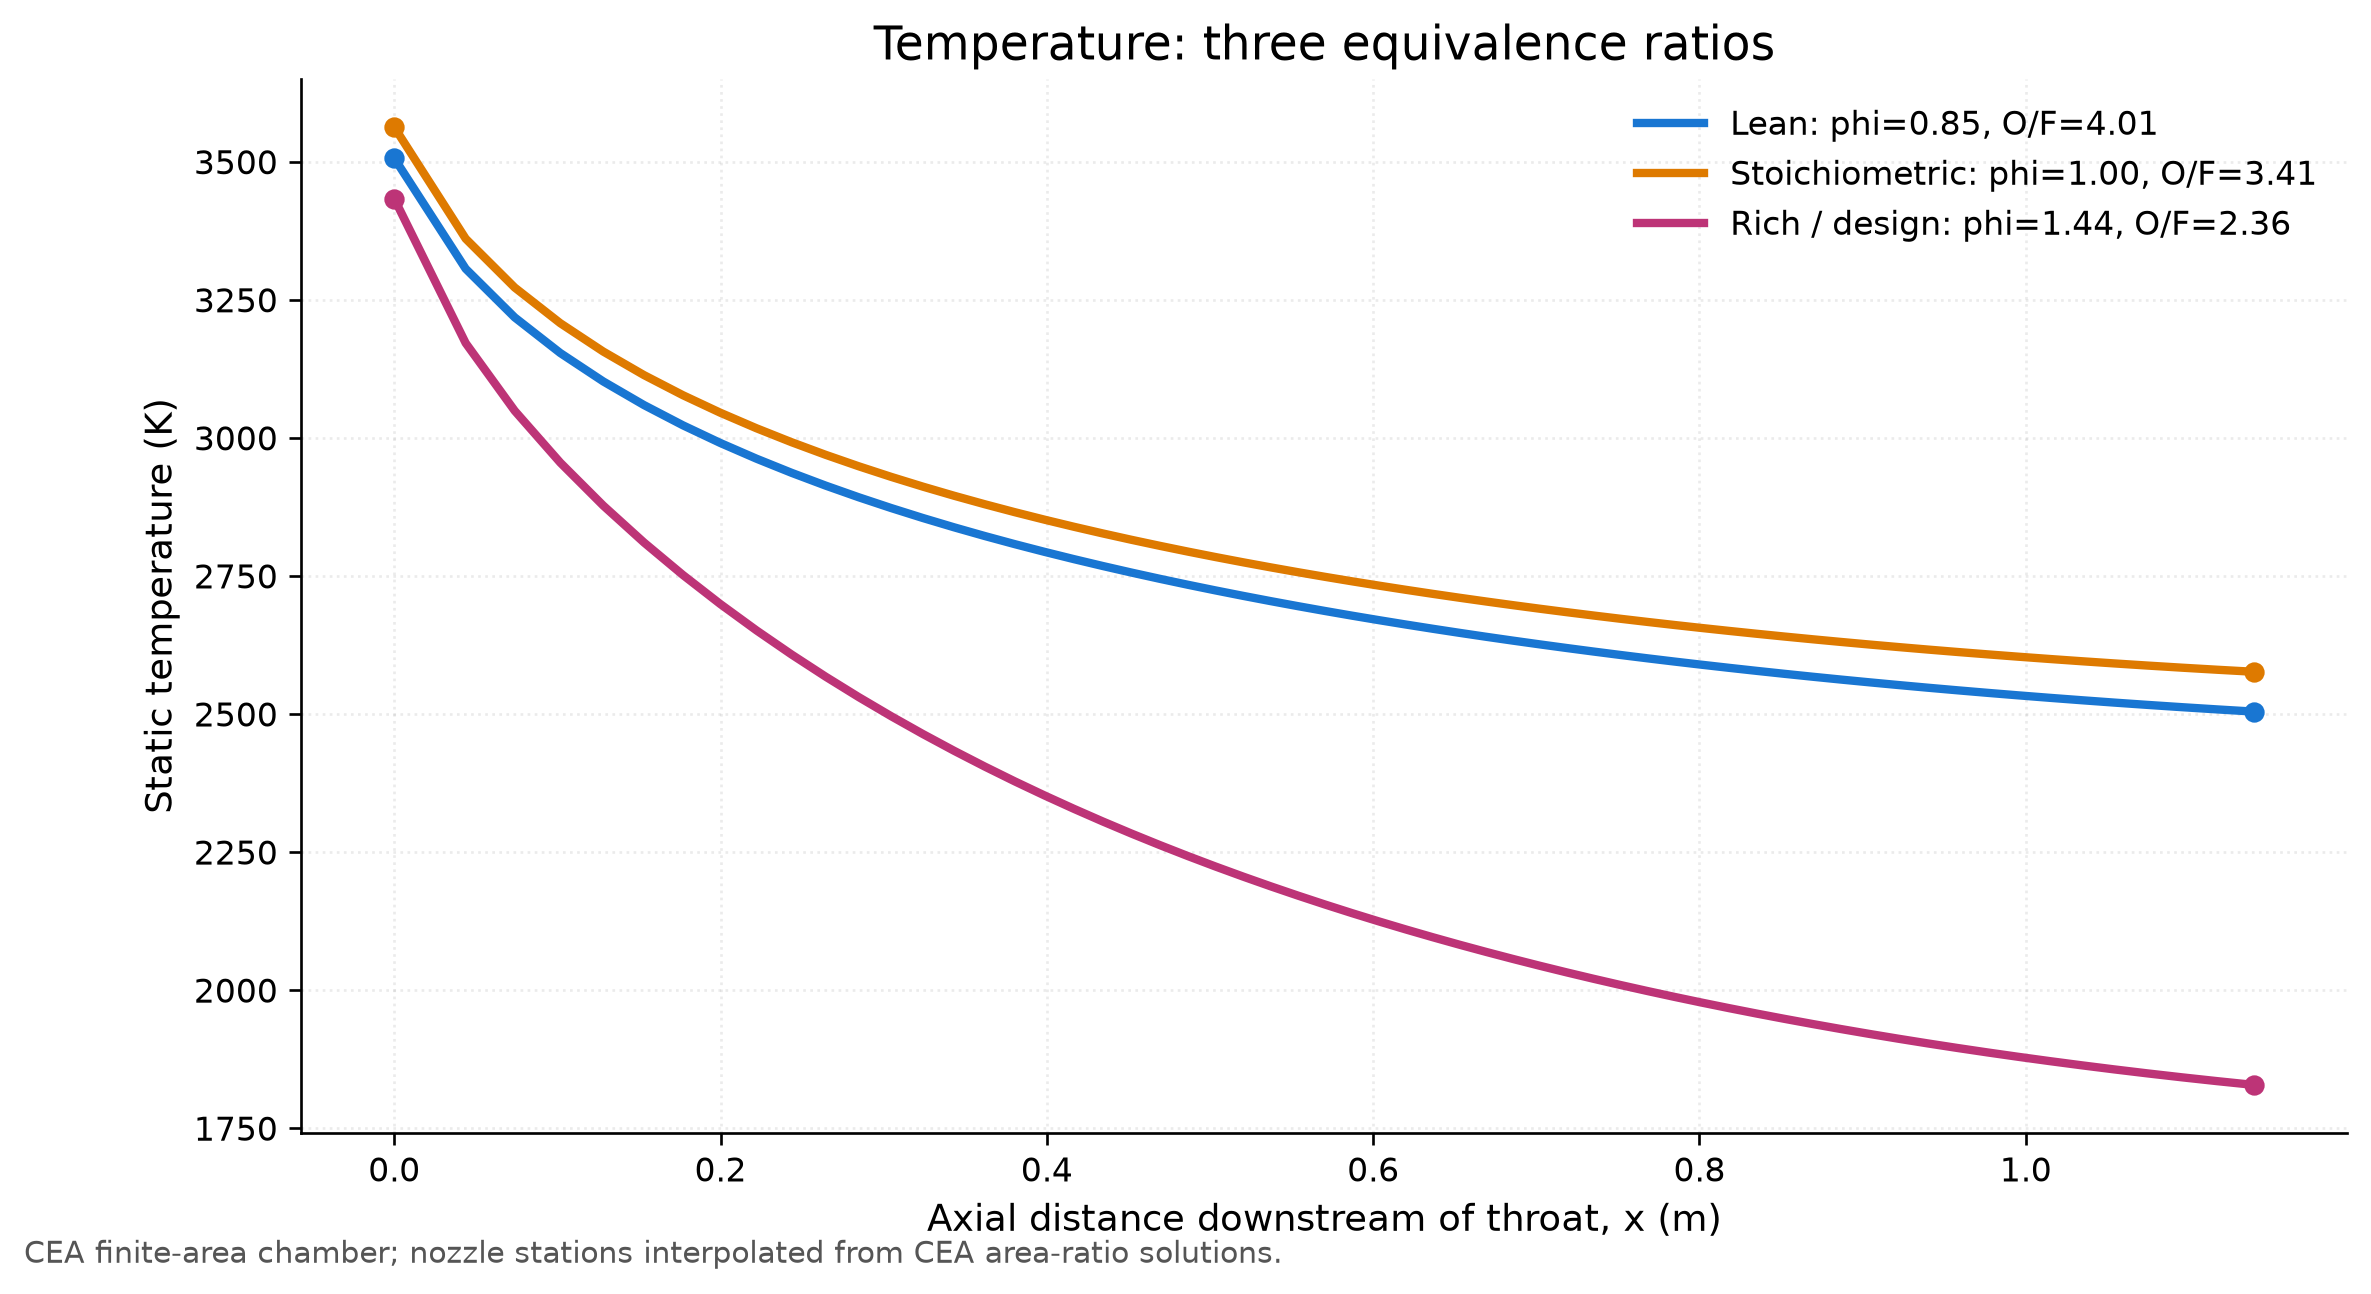 Temperature: three equivalence ratios
Lean: phi=0.85, O/F=4.01
Stoichiometric: phi=1.00, O/F=3.41
Rich / design: phi=1.44, O/F=2.36
Static temperature (K)
3500
3250
3000
2750
2500
2250
2000
1750
0.0 0.2 0.4 0.6 0.8 1.0
Axial distance downstream of throat, x (m)
CEA finite-area chamber; nozzle stations interpolated from CEA area-ratio solutions.